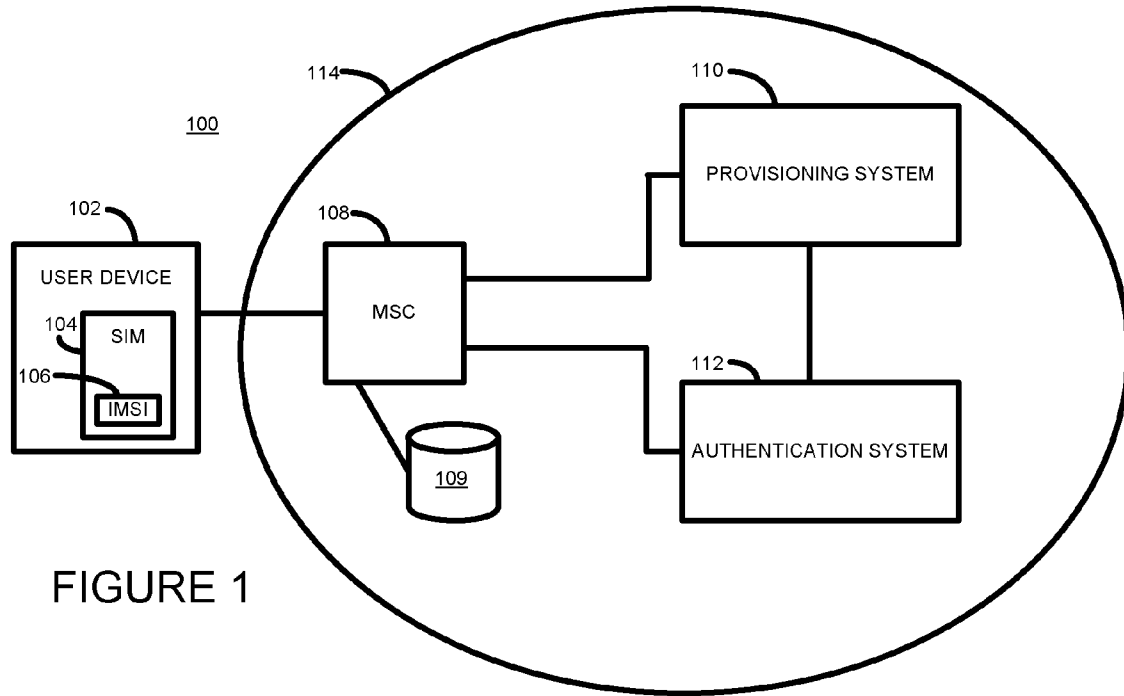 114
110
100
PROVISIONING SYSTEM
102
108
USER DEVICE
MSC
104
SIM
106
IMSI
112
AUTHENTICATION SYSTEM
109
FIGURE 1